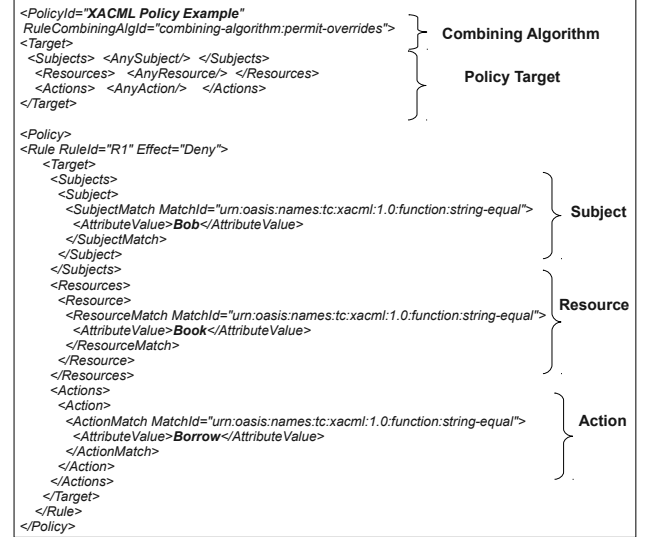 <PolicyId="XACML Policy Example"
RuleCombiningAlgId="combining-algorithm:permit-overrides">
Combining Algorithm
<Target>
<Subjects> <AnySubject/> </Subjects>
<Resources> <AnyResource/> </Resources>
Policy Target
<Actions> <AnyAction/> </Actions>
</Target>
<Policy>
<Rule RuleId="R1" Effect="Deny">
<Target>
<Subjects>
<Subject>
<SubjectMatch MatchId="urn:oasis:names:tc:xacml:1.0:function:string-equal">
Subject
<AttributeValue>Bob</AttributeValue>
</SubjectMatch>
</Subject>
</Subjects>
<Resources>
<Resource>
Resource
<ResourceMatch MatchId="urn:oasis:names:tc:xacml:1.0:function:string-equal">
<AttributeValue>Book</AttributeValue>
</ResourceMatch>
</Resource>
</Resources>
<Actions>
<Action>
<ActionMatch MatchId="urn:oasis:names:tc:xacml:1.0:function:string-equal">
Action
<AttributeValue>Borrow</AttributeValue>
</ActionMatch>
</Action>
</Actions>
</Target>
</Rule>
</Policy>